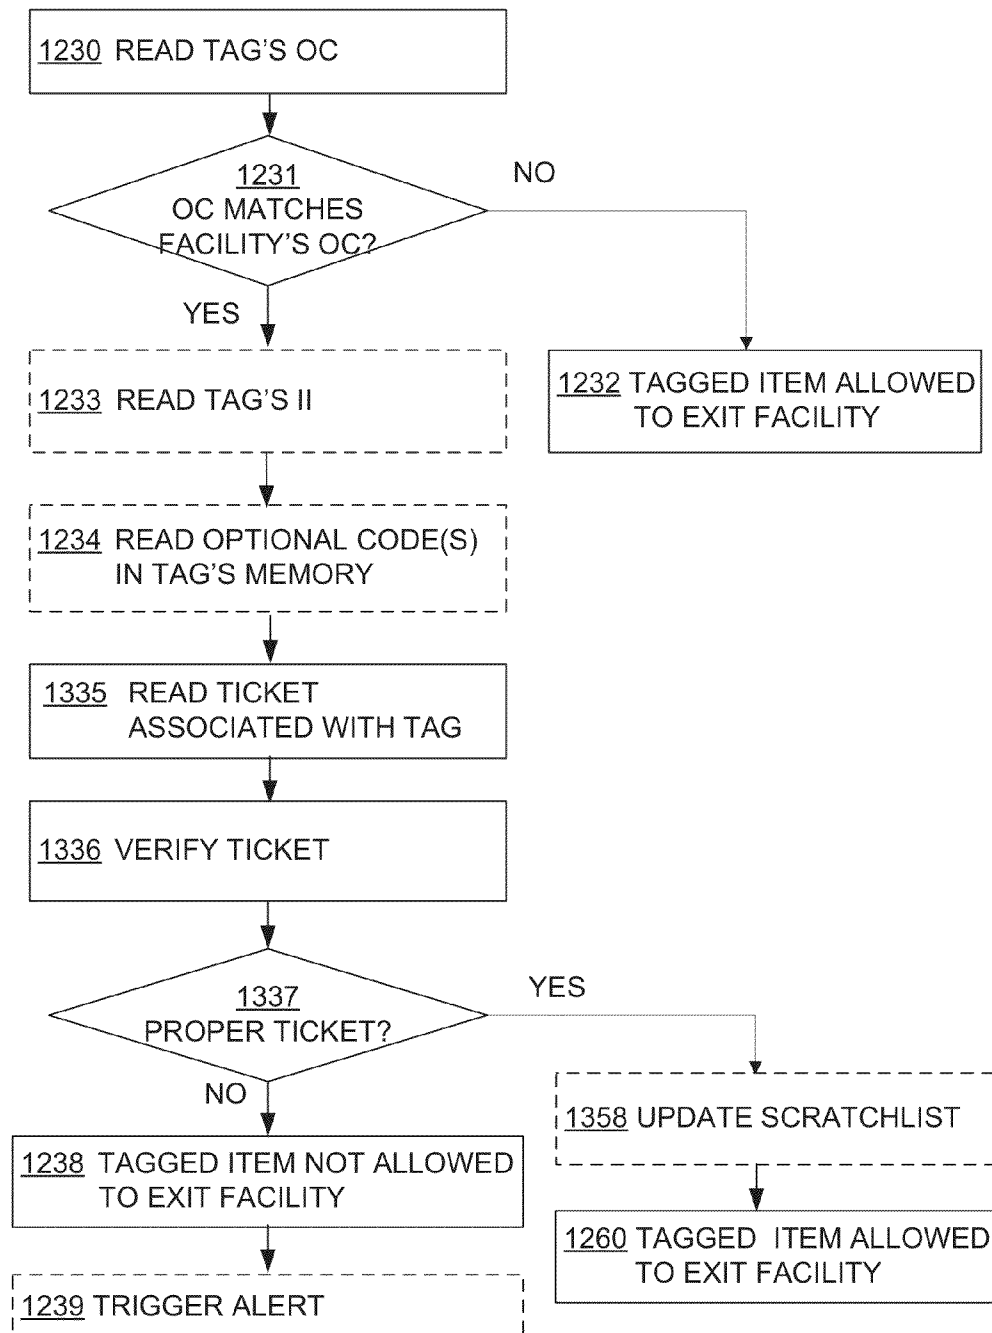 1230 READ TAG'S OC
1231
OC MATCHES
FACILITY'S OC?
NO
YES
1233 READ TAG'S II
1232 TAGGED ITEM ALLOWED
TO EXIT FACILITY
1234 READ OPTIONAL CODE(S)
IN TAG'S MEMORY
1335 READ TICKET
ASSOCIATED WITH TAG
1336 VERIFY TICKET
1337
PROPER TICKET?
YES
NO
1358 UPDATE SCRATCHLIST
1238 TAGGED ITEM NOT ALLOWED
TO EXIT FACILITY
1260 TAGGED ITEM ALLOWED
TO EXIT FACILITY
1239 TRIGGER ALERT